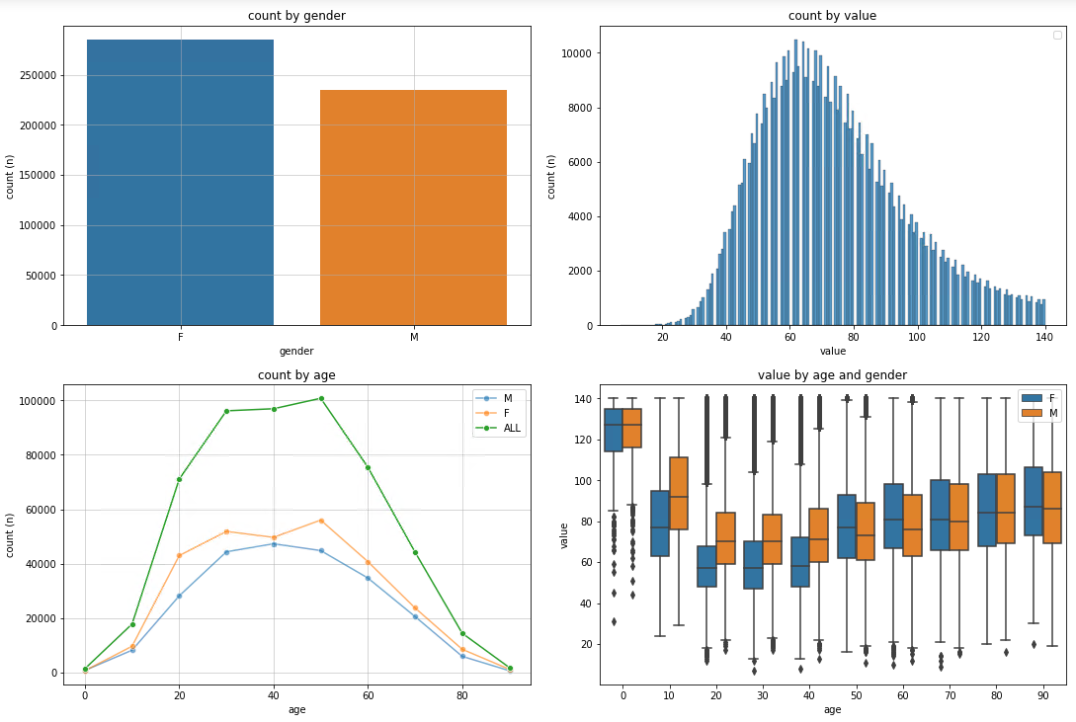 count by gender
count (n)
250000
200000
150000
100000
50000
0
F
M
gender
count by value
count (n)
10000
8000
6000
4000
2000
0
20
40
60
80
100
120
140
value
count by age
M
F
ALL
count (n)
100000
80000
60000
40000
20000
0
0
20
40
60
80
age
value by age and gender
F
M
value
140
120
100
80
60
40
20
0
10
20
30
40
50
60
70
80
90
age